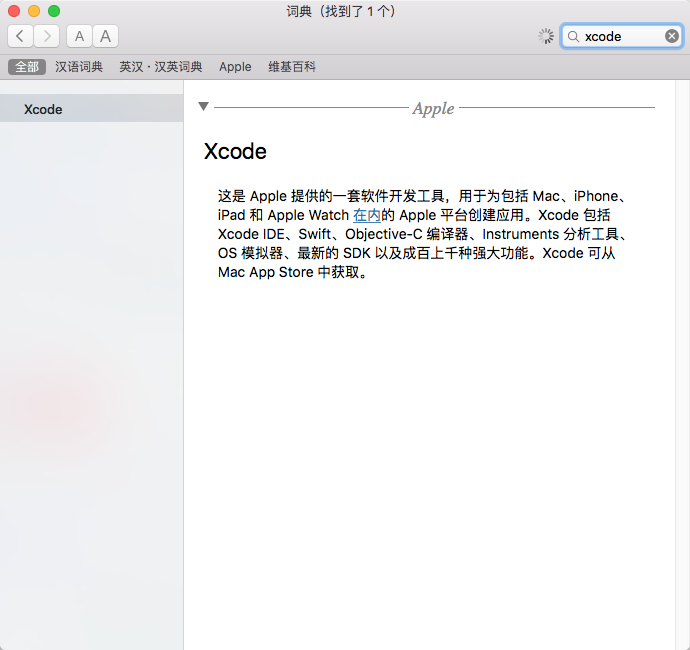 词典（找到了 1 个）
A A
xcode
全部 汉语词典 英汉·汉英词典 Apple 维基百科
Xcode
Apple
Xcode
这是 Apple 提供的一套软件开发工具，用于为包括 Mac、iPhone、
iPad 和 Apple Watch 在内的 Apple 平台创建应用。Xcode 包括
Xcode IDE、Swift、Objective-C 编译器、Instruments 分析工具、
OS 模拟器、最新的 SDK 以及成百上千种强大功能。Xcode 可从
Mac App Store 中获取。